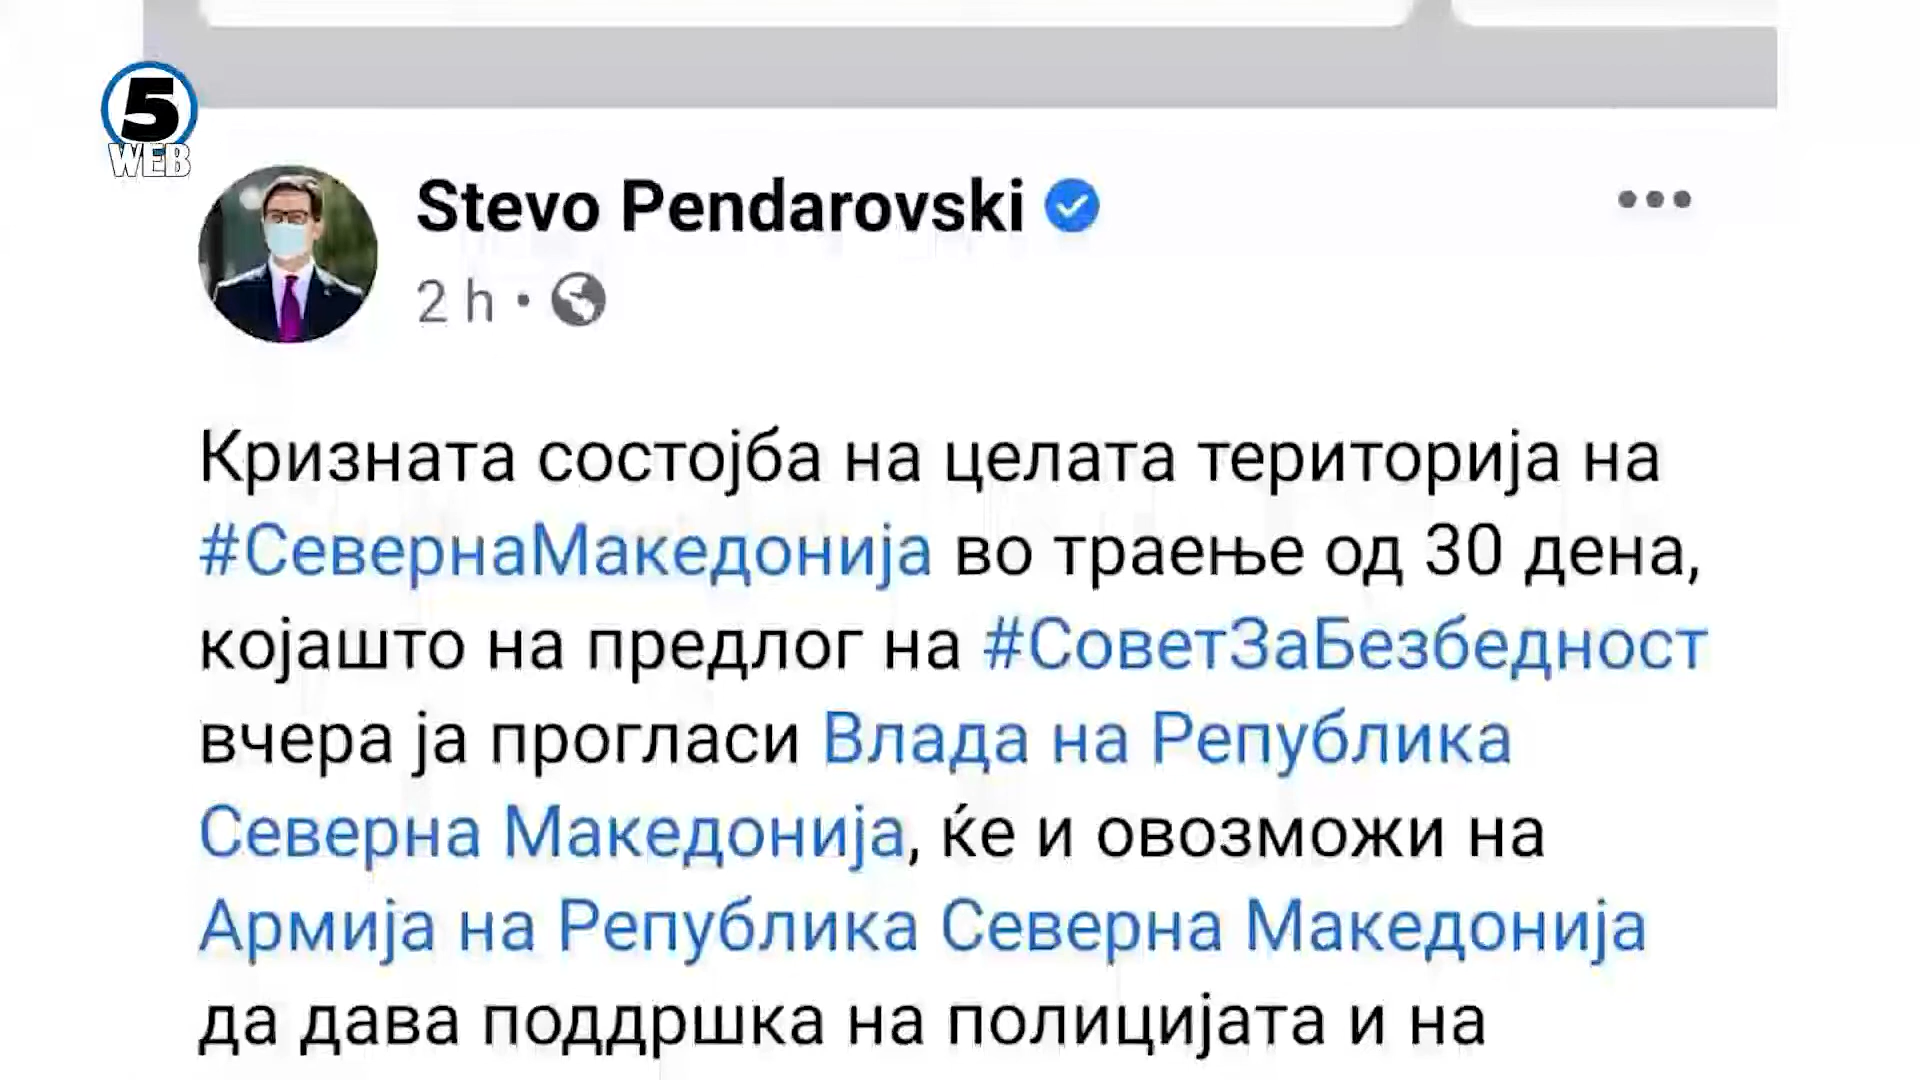 5
WEB
Stevo Pendarovski
2 h •
Кризната состојба на целата територија на
#СевернаМакедонија во траење од 30 дена,
којашто на предлог на #СоветЗаБезбедност
вчера ја прогласи Влада на Република
Северна Македонија, ќе и овозможи на
Армија на Република Северна Македонија
да дава поддршка на полицијата и на